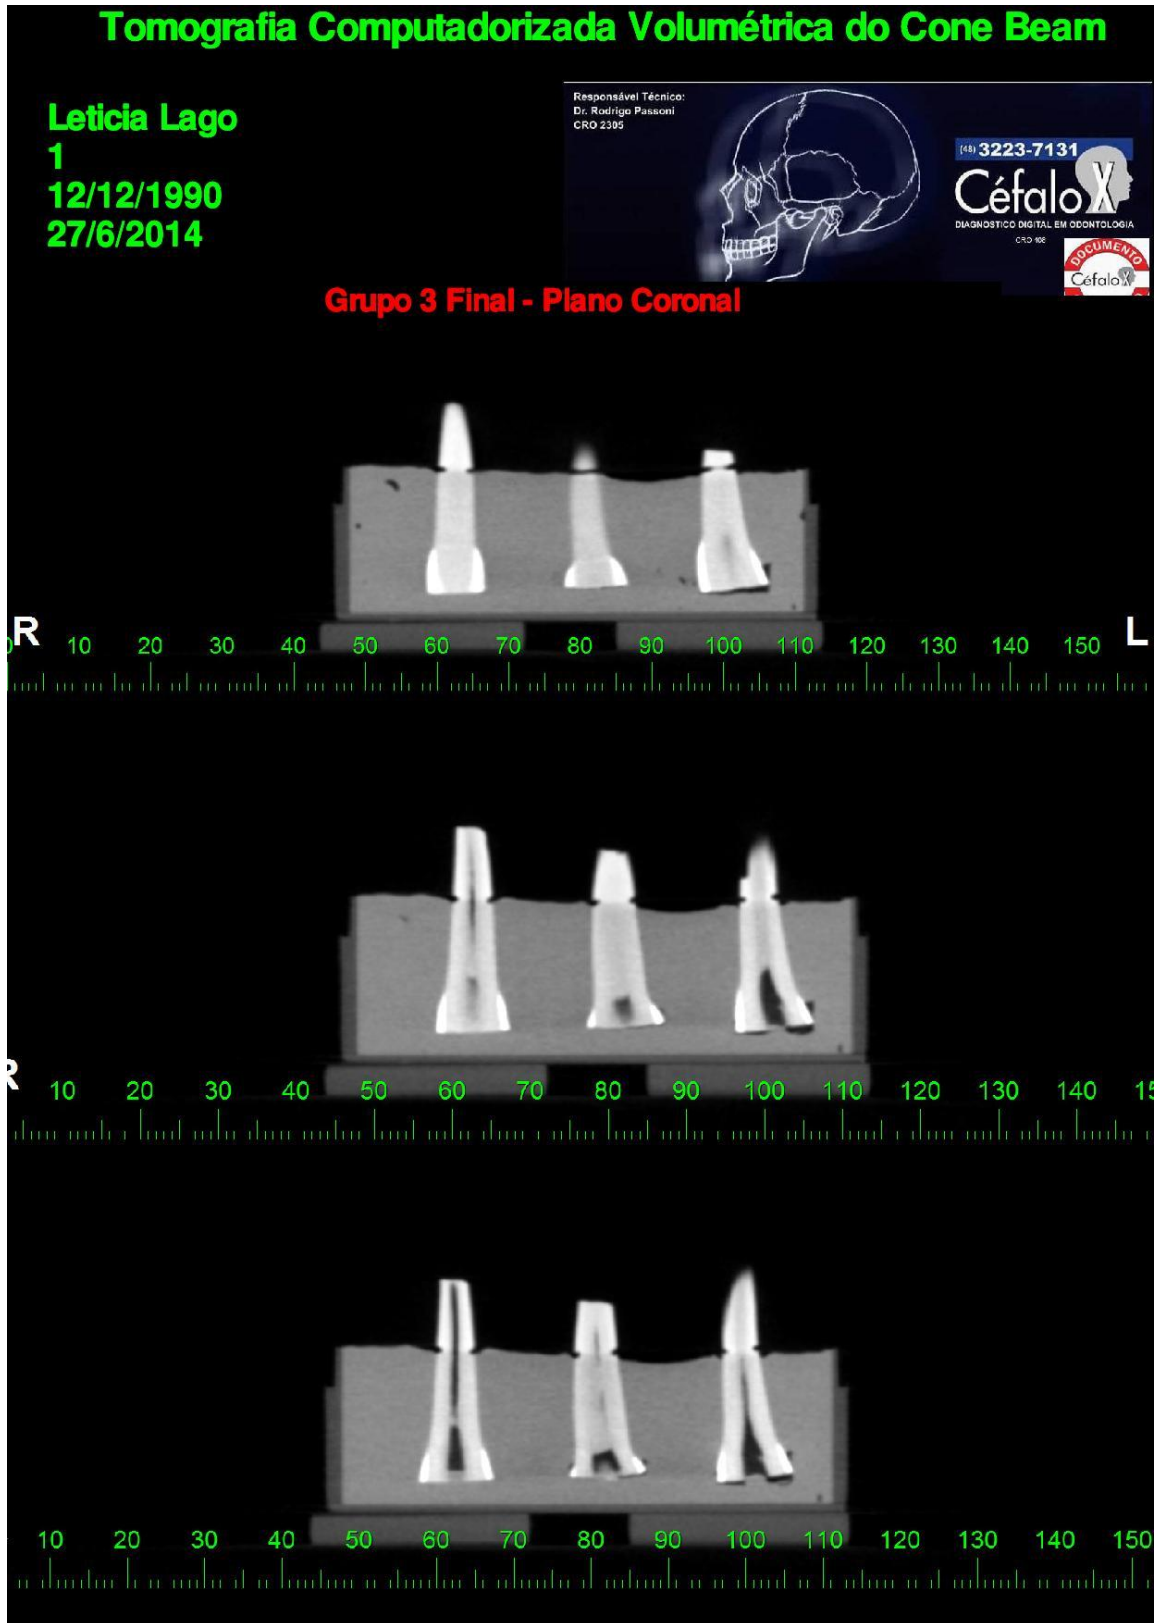 Tomografia Computadorizada Volumétrica do Cone Beam
Leticia Lago
1
12/12/1990
27/6/2014
Responsável Técnico:
Dr. Rodrigo Passoni
CRO 2305
(48) 3223-7131
Céfalo X
DIAGNOSTICO DIGITAL EM ODONTOLOGIA
CRO 108
DOCUMENTO
Céfalo X
Grupo 3 Final - Plano Coronal
R L
0 10 20 30 40 50 60 70 80 90 100 110 120 130 140 150
R
10 20 30 40 50 60 70 80 90 100 110 120 130 140 15
10 20 30 40 50 60 70 80 90 100 110 120 130 140 150